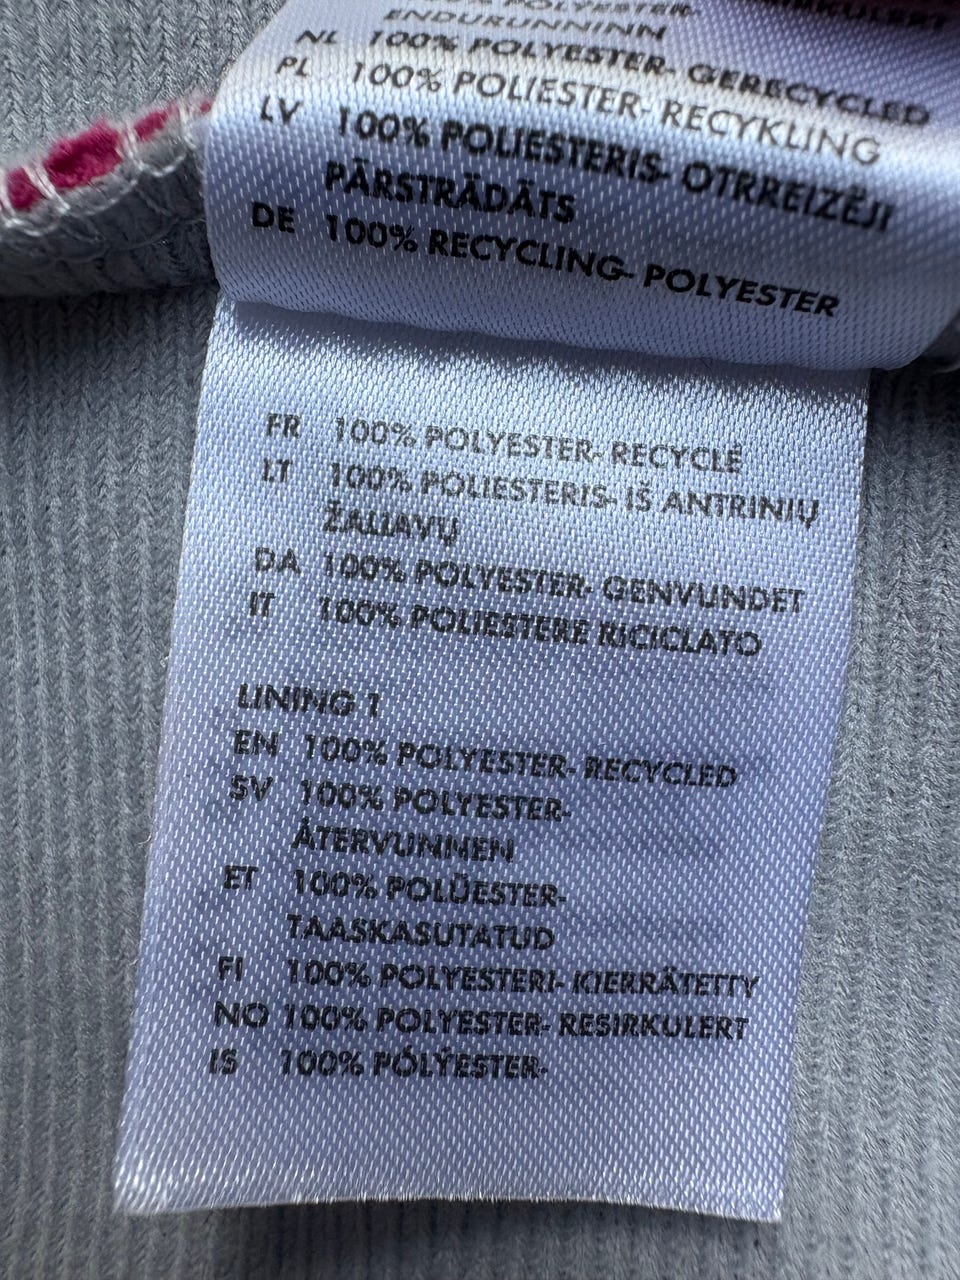 100% POLYESTER-
RESIRKULERT
ENDURUNNINN
NL 100% POLYESTER- GERECYCLED
PL 100% POLIESTER- RECYKLING
LV 100% POLIESTERIS- OTRREIZĒJI
PĀRSTRĀDĀTS
DE 100% RECYCLING- POLYESTER
FR 100% POLYESTER- RECYCLÉ
LT 100% POLIESTERIS- IŠ ANTRINIŲ
ŽALIAVŲ
DA 100% POLYESTER- GENVUNDET
IT 100% POLIESTERE RICICLATO
LINING 1
EN 100% POLYESTER- RECYCLED
SV 100% POLYESTER-
ÅTERVUNNEN
ET 100% POLÜESTER-
TAASKASUTATUD
FI 100% POLYESTERI- KIERRÄTETTY
NO 100% POLYESTER- RESIRKULERT
IS 100% PÓLÝESTER-